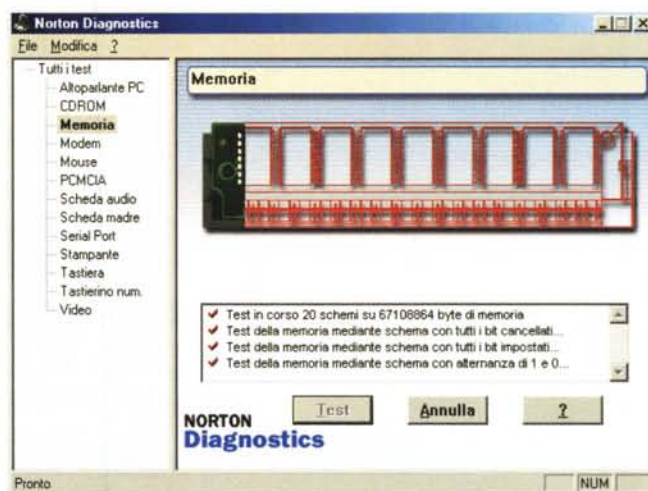 Norton Diagnostics
File Modifica ?
Tutti i test
Altoparlante PC
CDROM
Memoria
Modem
Mouse
PCMCIA
Scheda audio
Scheda madre
Serial Port
Stampante
Tastiera
Tastierino num.
Video
Memoria
Test in corso 20 schemi su 67108864 byte di memoria
Test della memoria mediante schema con tutti i bit cancellati...
Test della memoria mediante schema con tutti i bit impostati...
Test della memoria mediante schema con alternanza di 1 e 0...
Test Annulla ?
NORTON
Diagnostics
Pronto NUM